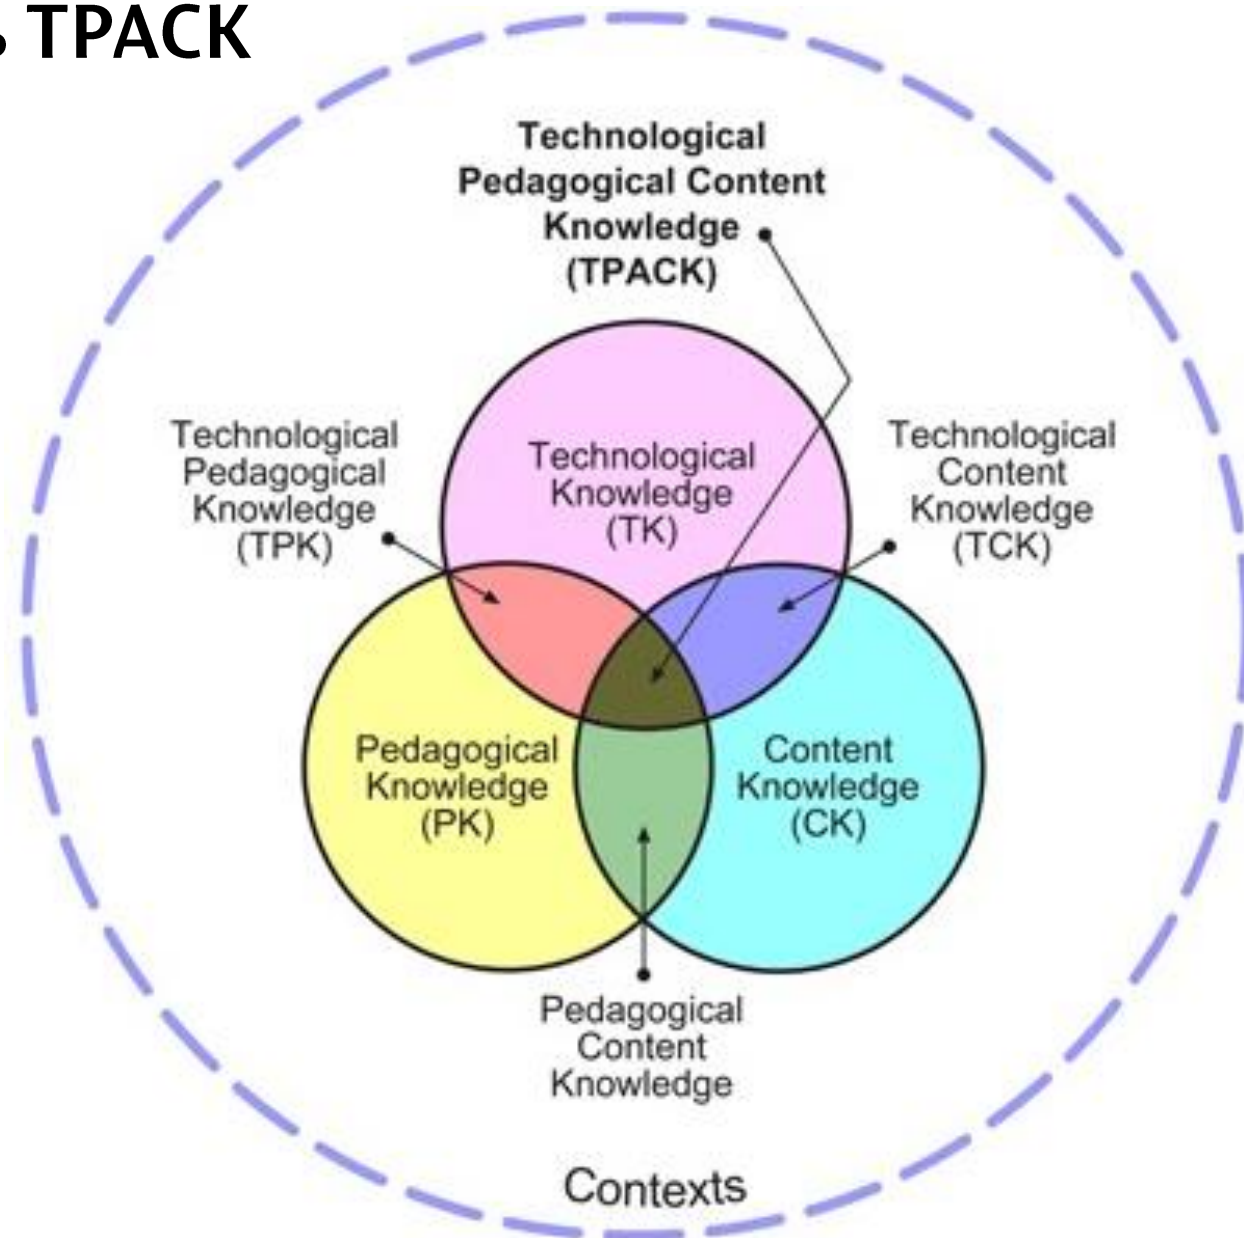 • TPACK
Technological
Pedagogical Content
Knowledge
(TPACK)
Technological
Pedagogical
Knowledge
(TPK)
Technological
Knowledge
(TK)
Technological
Content
Knowledge
(TCK)
Pedagogical
Knowledge
(PK)
Content
Knowledge
(CK)
Pedagogical
Content
Knowledge
Contexts